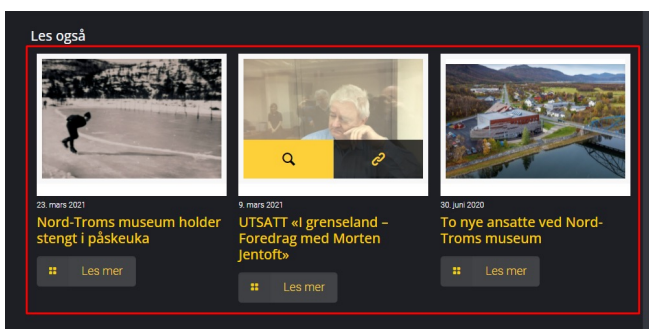 Les også
23. mars 2021
Nord-Troms museum holder
stengt i påskeuka
Les mer
9. mars 2021
UTSATT «I grenseland –
Foredrag med Morten
Jentoft»
Les mer
30. juni 2020
To nye ansatte ved Nord-
Troms museum
Les mer